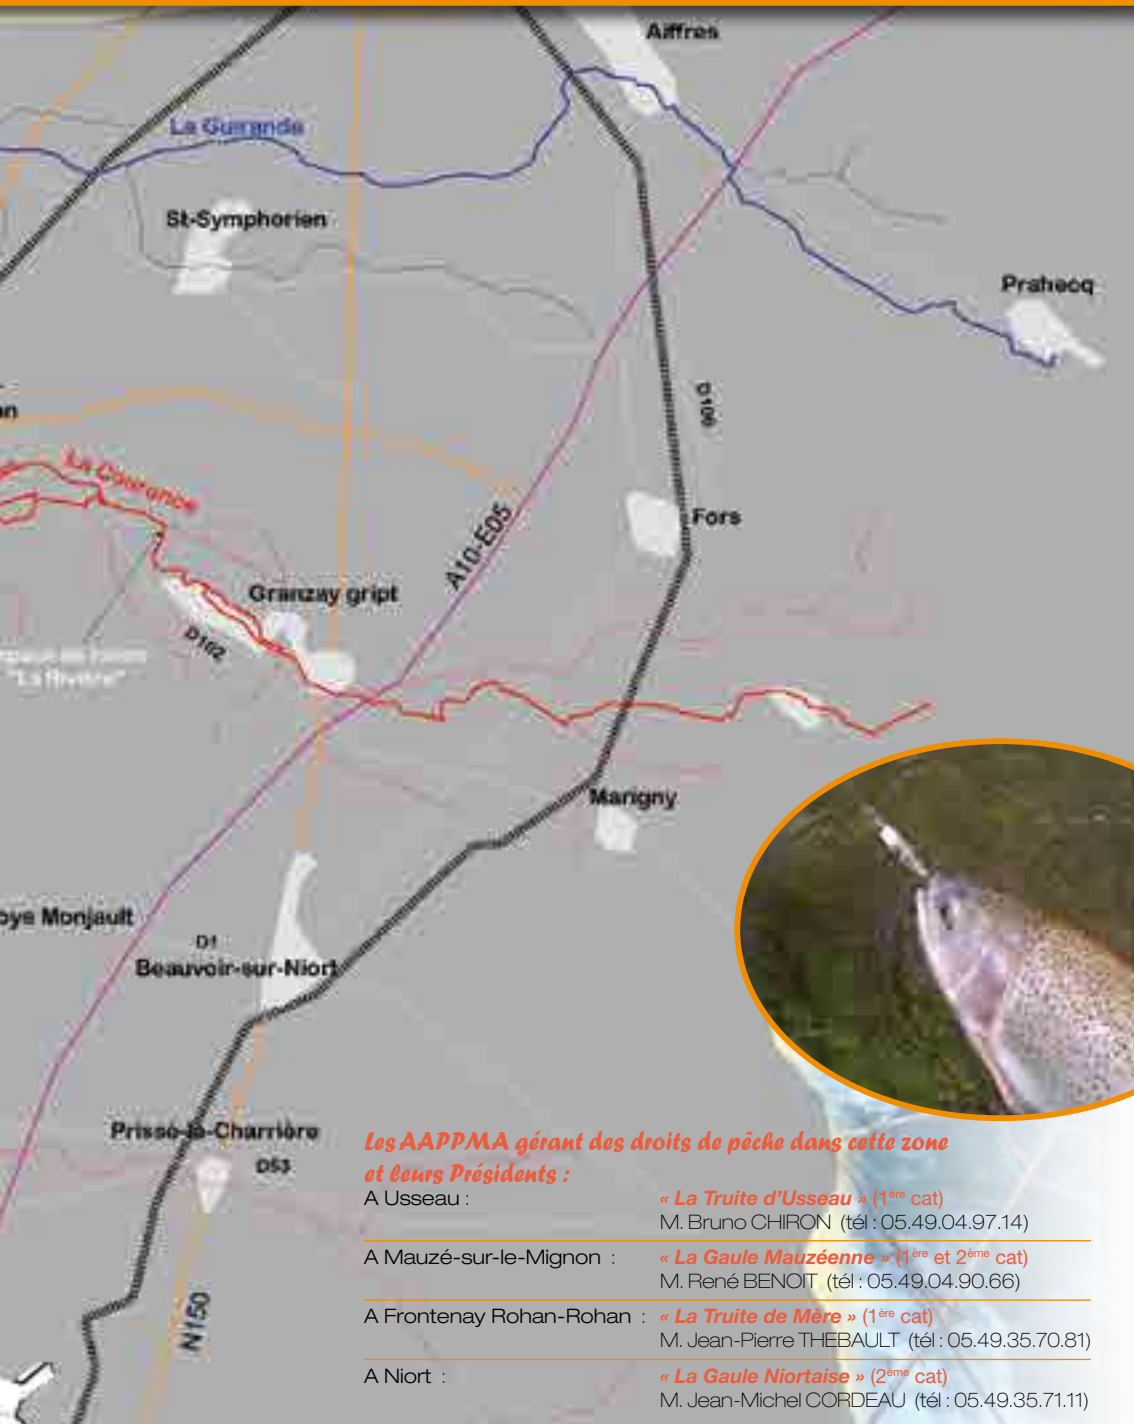 Aiffres
La Guirande
St-Symphorien
Prahecq
an
D106
La Courance
A10-E05
Fors
Granzay gript
D102
"La Rivière"
Marigny
oye Monjault
D1
Beauvoir-sur-Niort
Prissé-la-Charrière
D53
N150
Les AAPPMA gérant des droits de pêche dans cette zone
et leurs Présidents :
A Usseau : « La Truite d'Usseau » (1ère cat)
M. Bruno CHIRON (tél : 05.49.04.97.14)
A Mauzé-sur-le-Mignon : « La Gaule Mauzéenne » (1ère et 2ème cat)
M. René BENOIT (tél : 05.49.04.90.66)
A Frontenay Rohan-Rohan : « La Truite de Mère » (1ère cat)
M. Jean-Pierre THEBAULT (tél : 05.49.35.70.81)
A Niort : « La Gaule Niortaise » (2ème cat)
M. Jean-Michel CORDEAU (tél : 05.49.35.71.11)